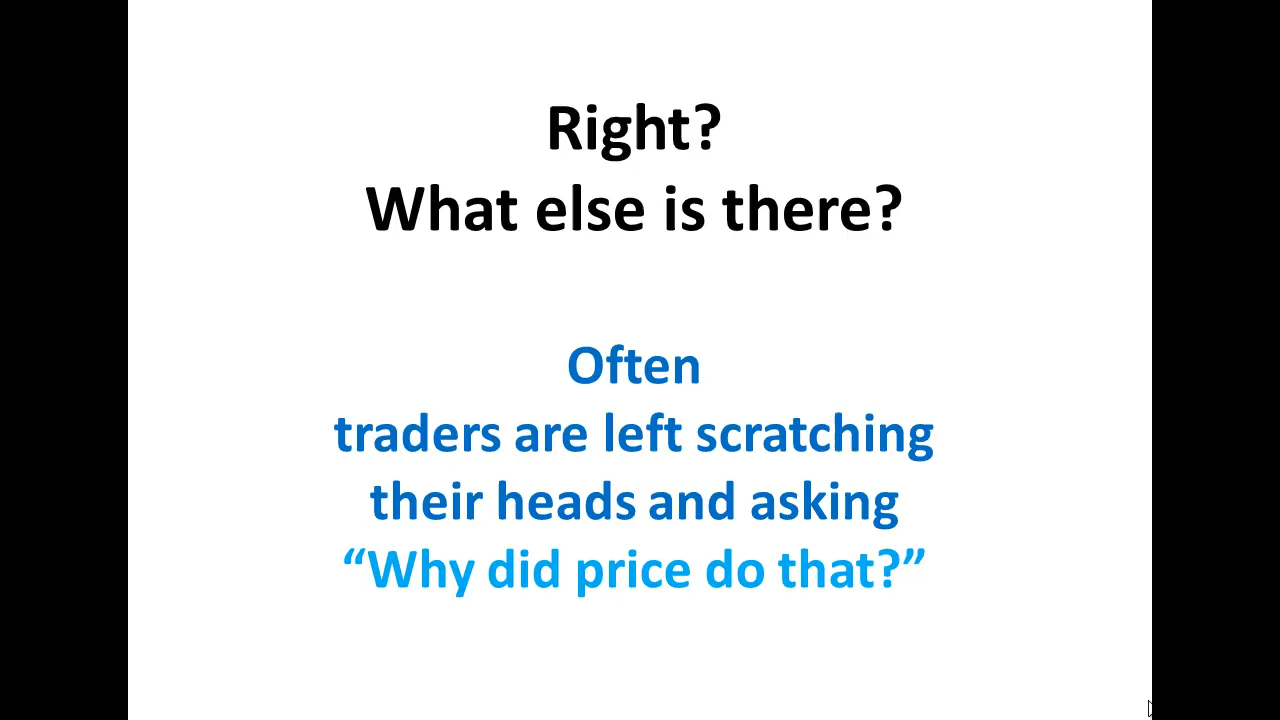 Right?
What else is there?
Often
traders are left scratching
their heads and asking
“Why did price do that?”